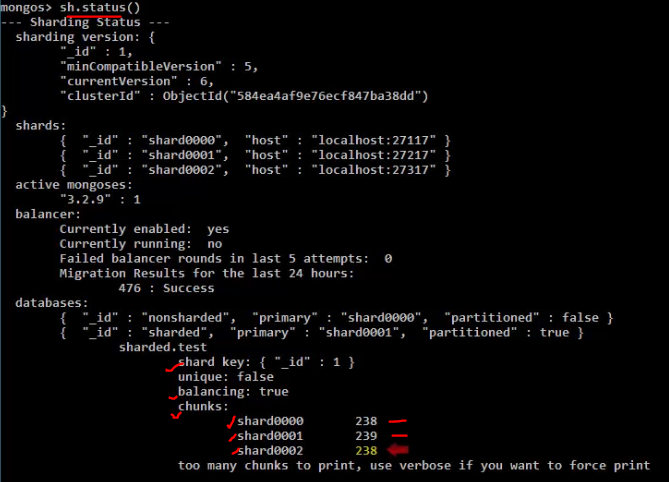 mongos> sh.status()
--- Sharding Status ---
sharding version: {
"_id" : 1,
"minCompatibleVersion" : 5,
"currentVersion" : 6,
"clusterId" : ObjectId("584ea4af9e76ecf847ba38dd")
}
shards:
{ "_id" : "shard0000", "host" : "localhost:27117" }
{ "_id" : "shard0001", "host" : "localhost:27217" }
{ "_id" : "shard0002", "host" : "localhost:27317" }
active mongoses:
"3.2.9" : 1
balancer:
Currently enabled: yes
Currently running: no
Failed balancer rounds in last 5 attempts: 0
Migration Results for the last 24 hours:
476 : Success
databases:
{ "_id" : "nonsharded", "primary" : "shard0000", "partitioned" : false }
{ "_id" : "sharded", "primary" : "shard0001", "partitioned" : true }
sharded.test
shard key: { "_id" : 1 }
unique: false
balancing: true
chunks:
shard0000 238
shard0001 239
shard0002 238
too many chunks to print, use verbose if you want to force print